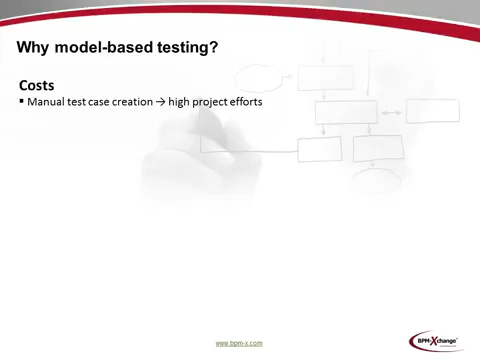 Why model-based testing?
Costs
▪ Manual test case creation → high project efforts
www.bpm-x.com
BPM-Xchange